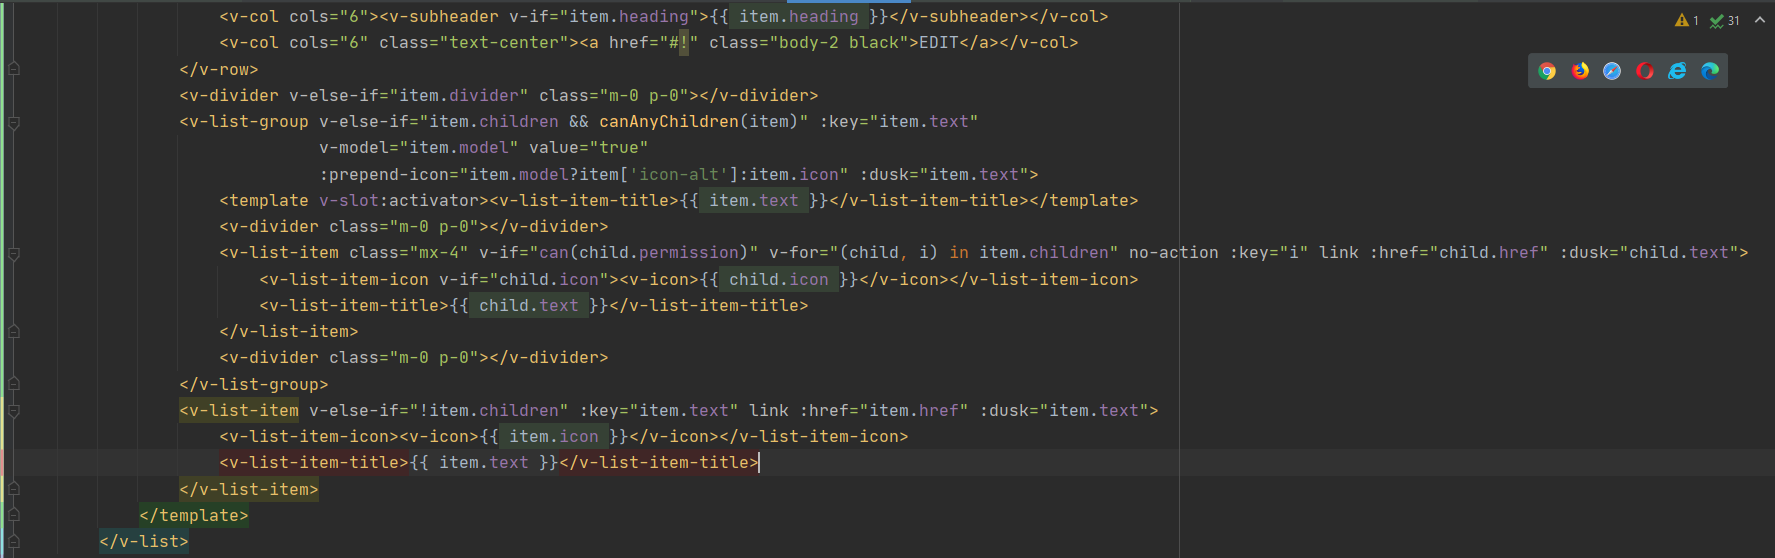 <v-col cols="6"><v-subheader v-if="item.heading">{{ item.heading }}</v-subheader></v-col>
<v-col cols="6" class="text-center"><a href="#!" class="body-2 black">EDIT</a></v-col>
1 31
</v-row>
<v-divider v-else-if="item.divider" class="m-0 p-0"></v-divider>
<v-list-group v-else-if="item.children && canAnyChildren(item)" :key="item.text"
v-model="item.model" value="true"
:prepend-icon="item.model?item['icon-alt']:item.icon" :dusk="item.text">
<template v-slot:activator><v-list-item-title>{{ item.text }}</v-list-item-title></template>
<v-divider class="m-0 p-0"></v-divider>
<v-list-item class="mx-4" v-if="can(child.permission)" v-for="(child, i) in item.children" no-action :key="i" link :href="child.href" :dusk="child.text">
<v-list-item-icon v-if="child.icon"><v-icon>{{ child.icon }}</v-icon></v-list-item-icon>
<v-list-item-title>{{ child.text }}</v-list-item-title>
</v-list-item>
<v-divider class="m-0 p-0"></v-divider>
</v-list-group>
<v-list-item v-else-if="!item.children" :key="item.text" link :href="item.href" :dusk="item.text">
<v-list-item-icon><v-icon>{{ item.icon }}</v-icon></v-list-item-icon>
<v-list-item-title>{{ item.text }}</v-list-item-title>
</v-list-item>
</template>
</v-list>